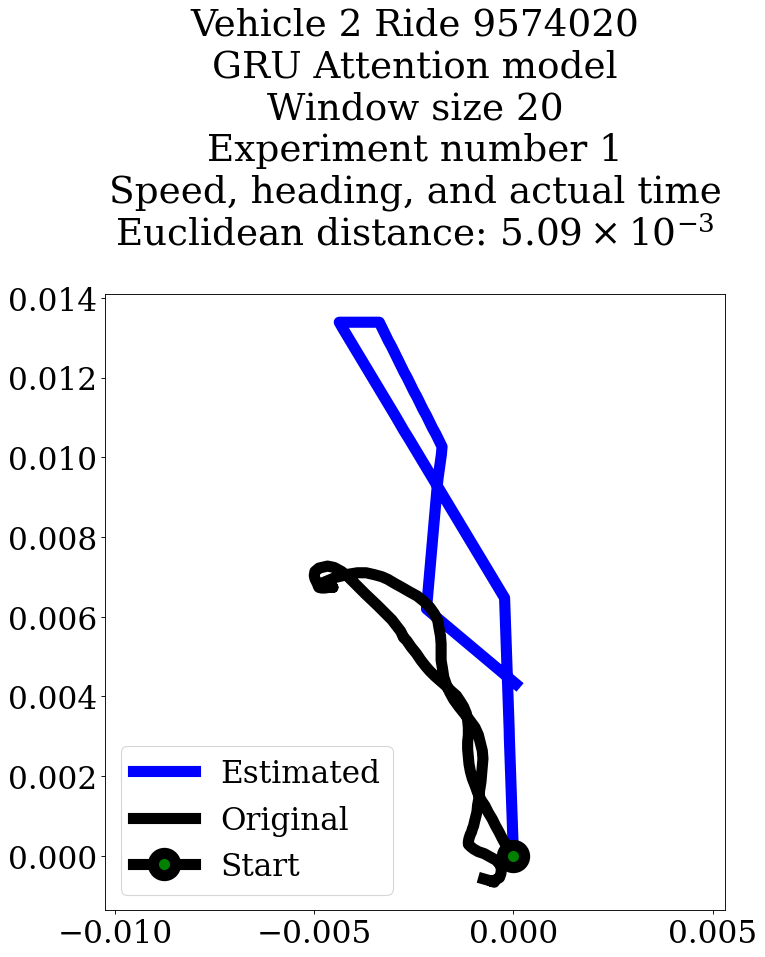 Vehicle 2 Ride 9574020
GRU Attention model
Window size 20
Experiment number 1
Speed, heading, and actual time
Euclidean distance: 5.09 × 10⁻³
0.014
0.012
0.010
0.008
0.006
0.004
0.002
0.000
Estimated
Original
Start
−0.010
−0.005
0.000
0.005